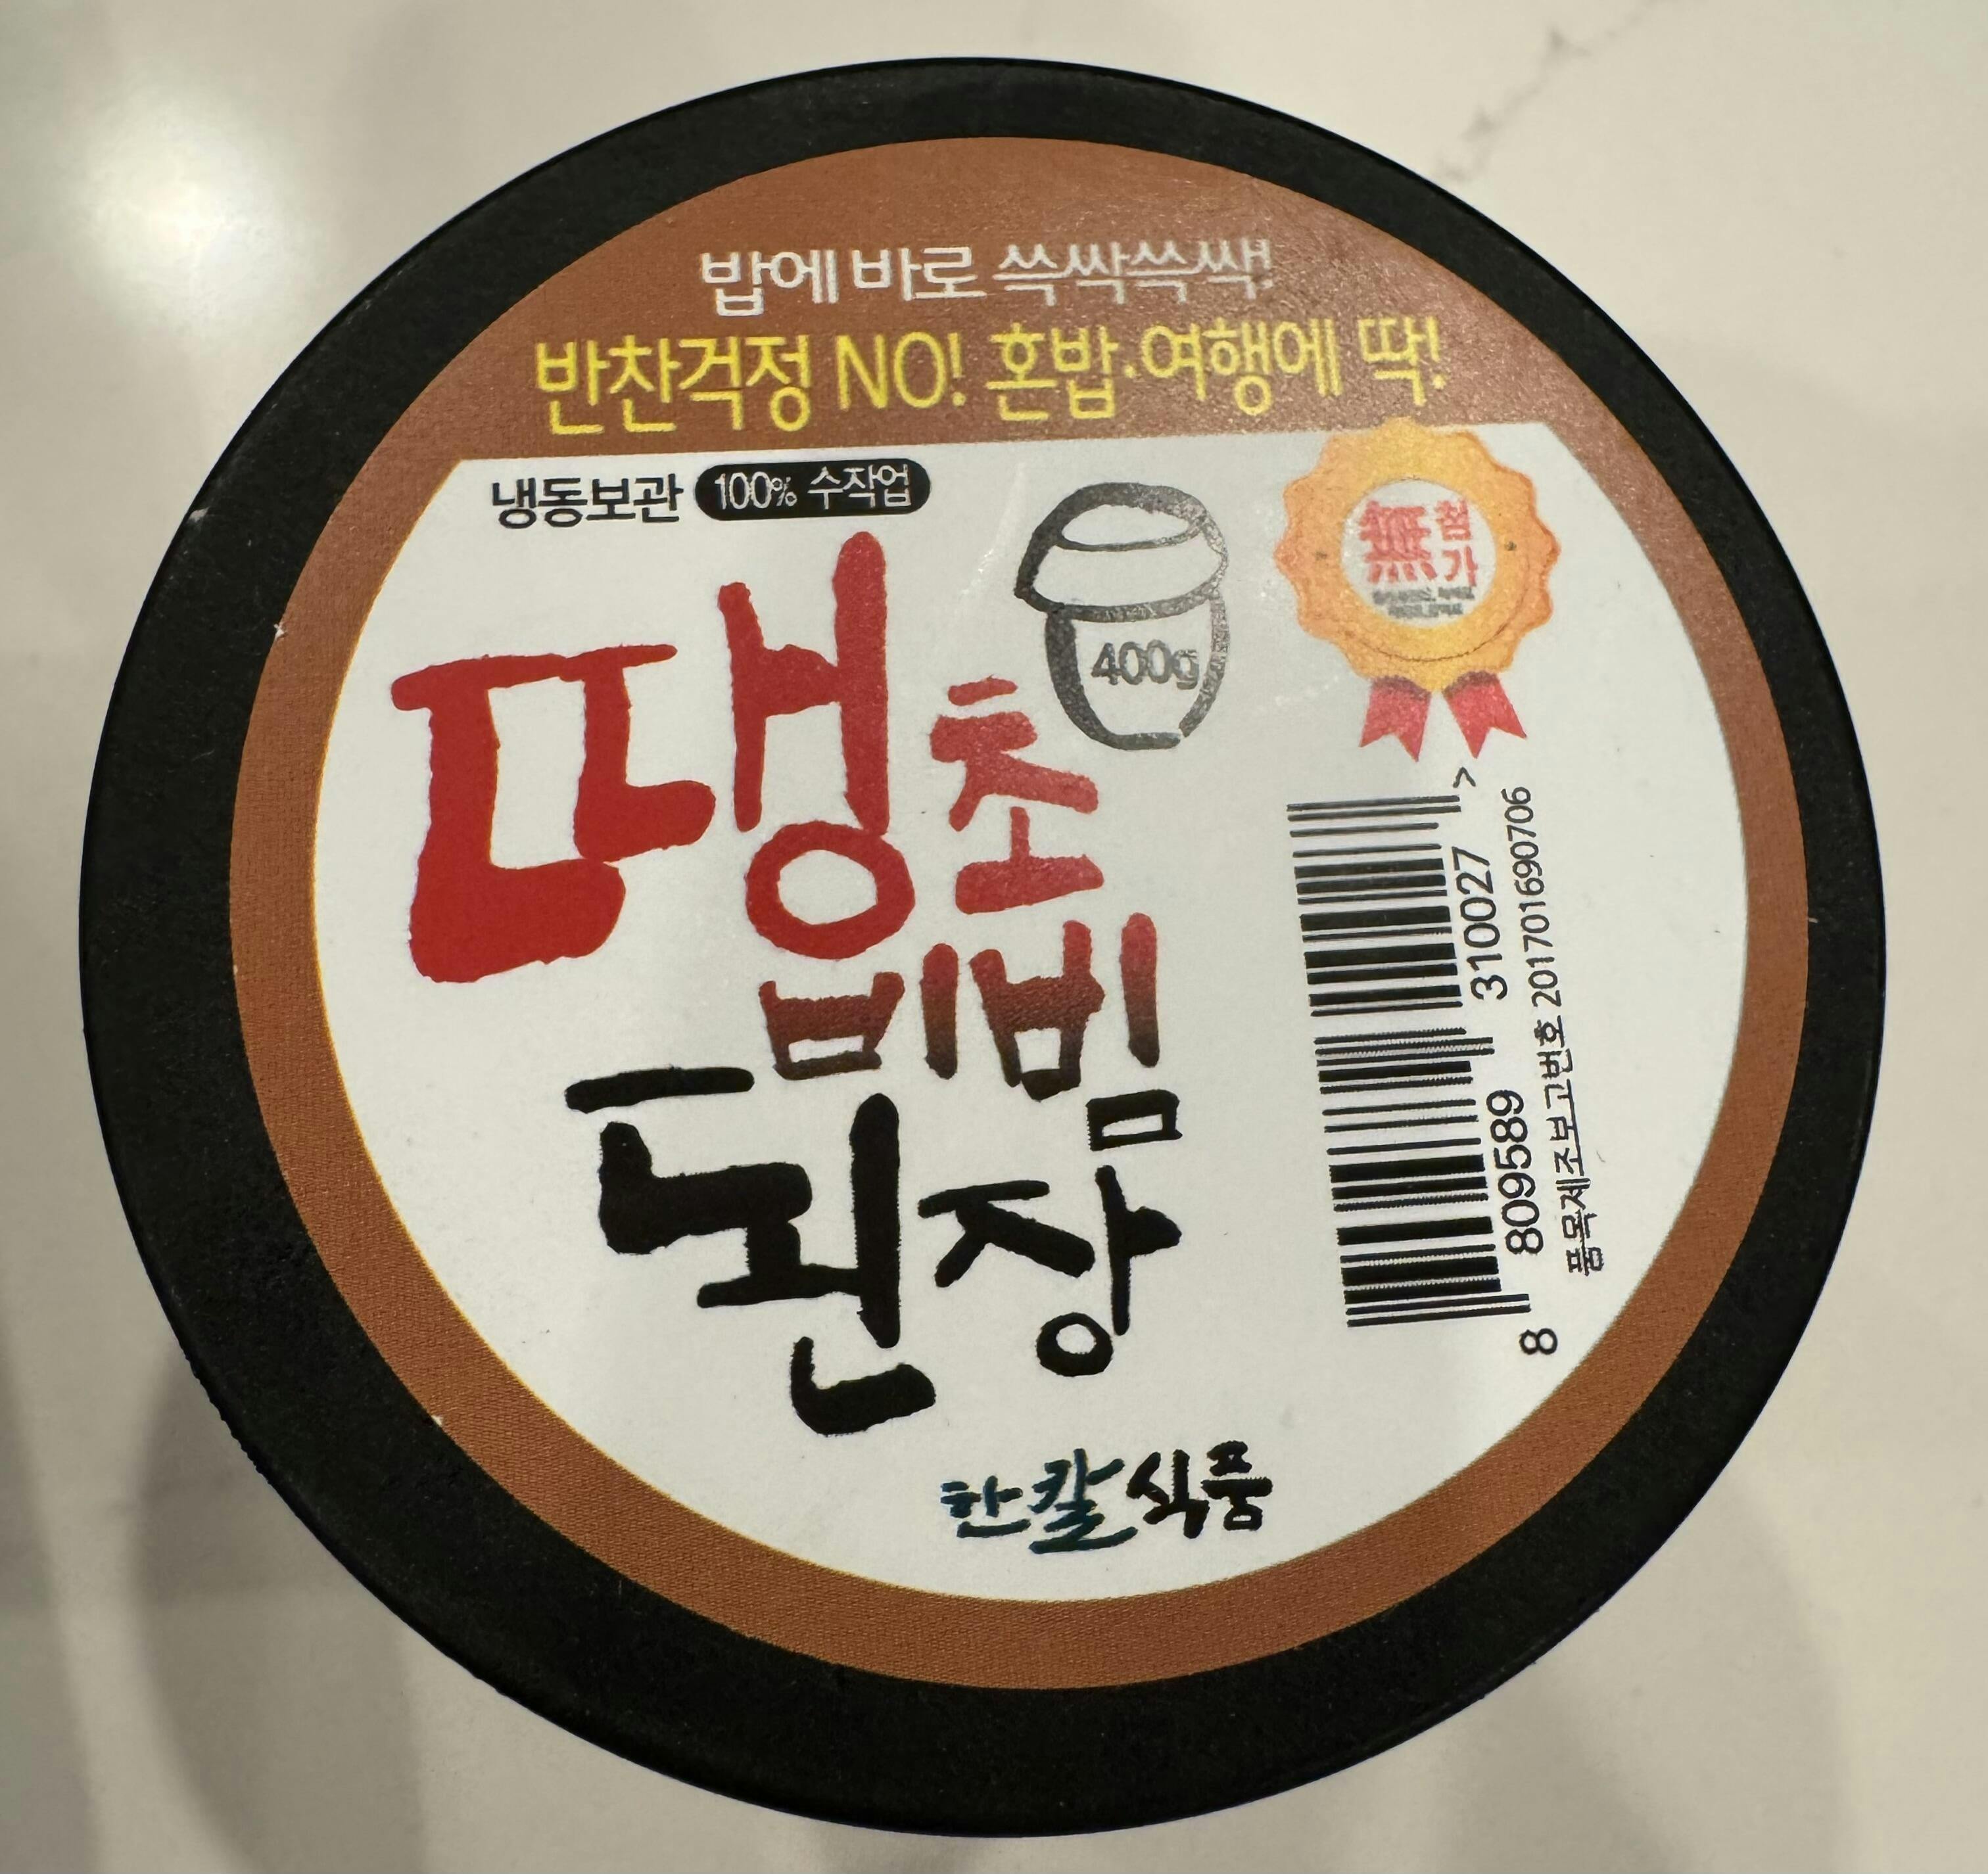 밥에 바로 쓱싹쓱싹!
반찬걱정 NO! 혼밥·여행에 딱!
냉동보관 100% 수작업
無 첨가
400g
땡초
비빔
된장
8 809589 310027 >
품목제조보고번호 201701690706
한칼식품